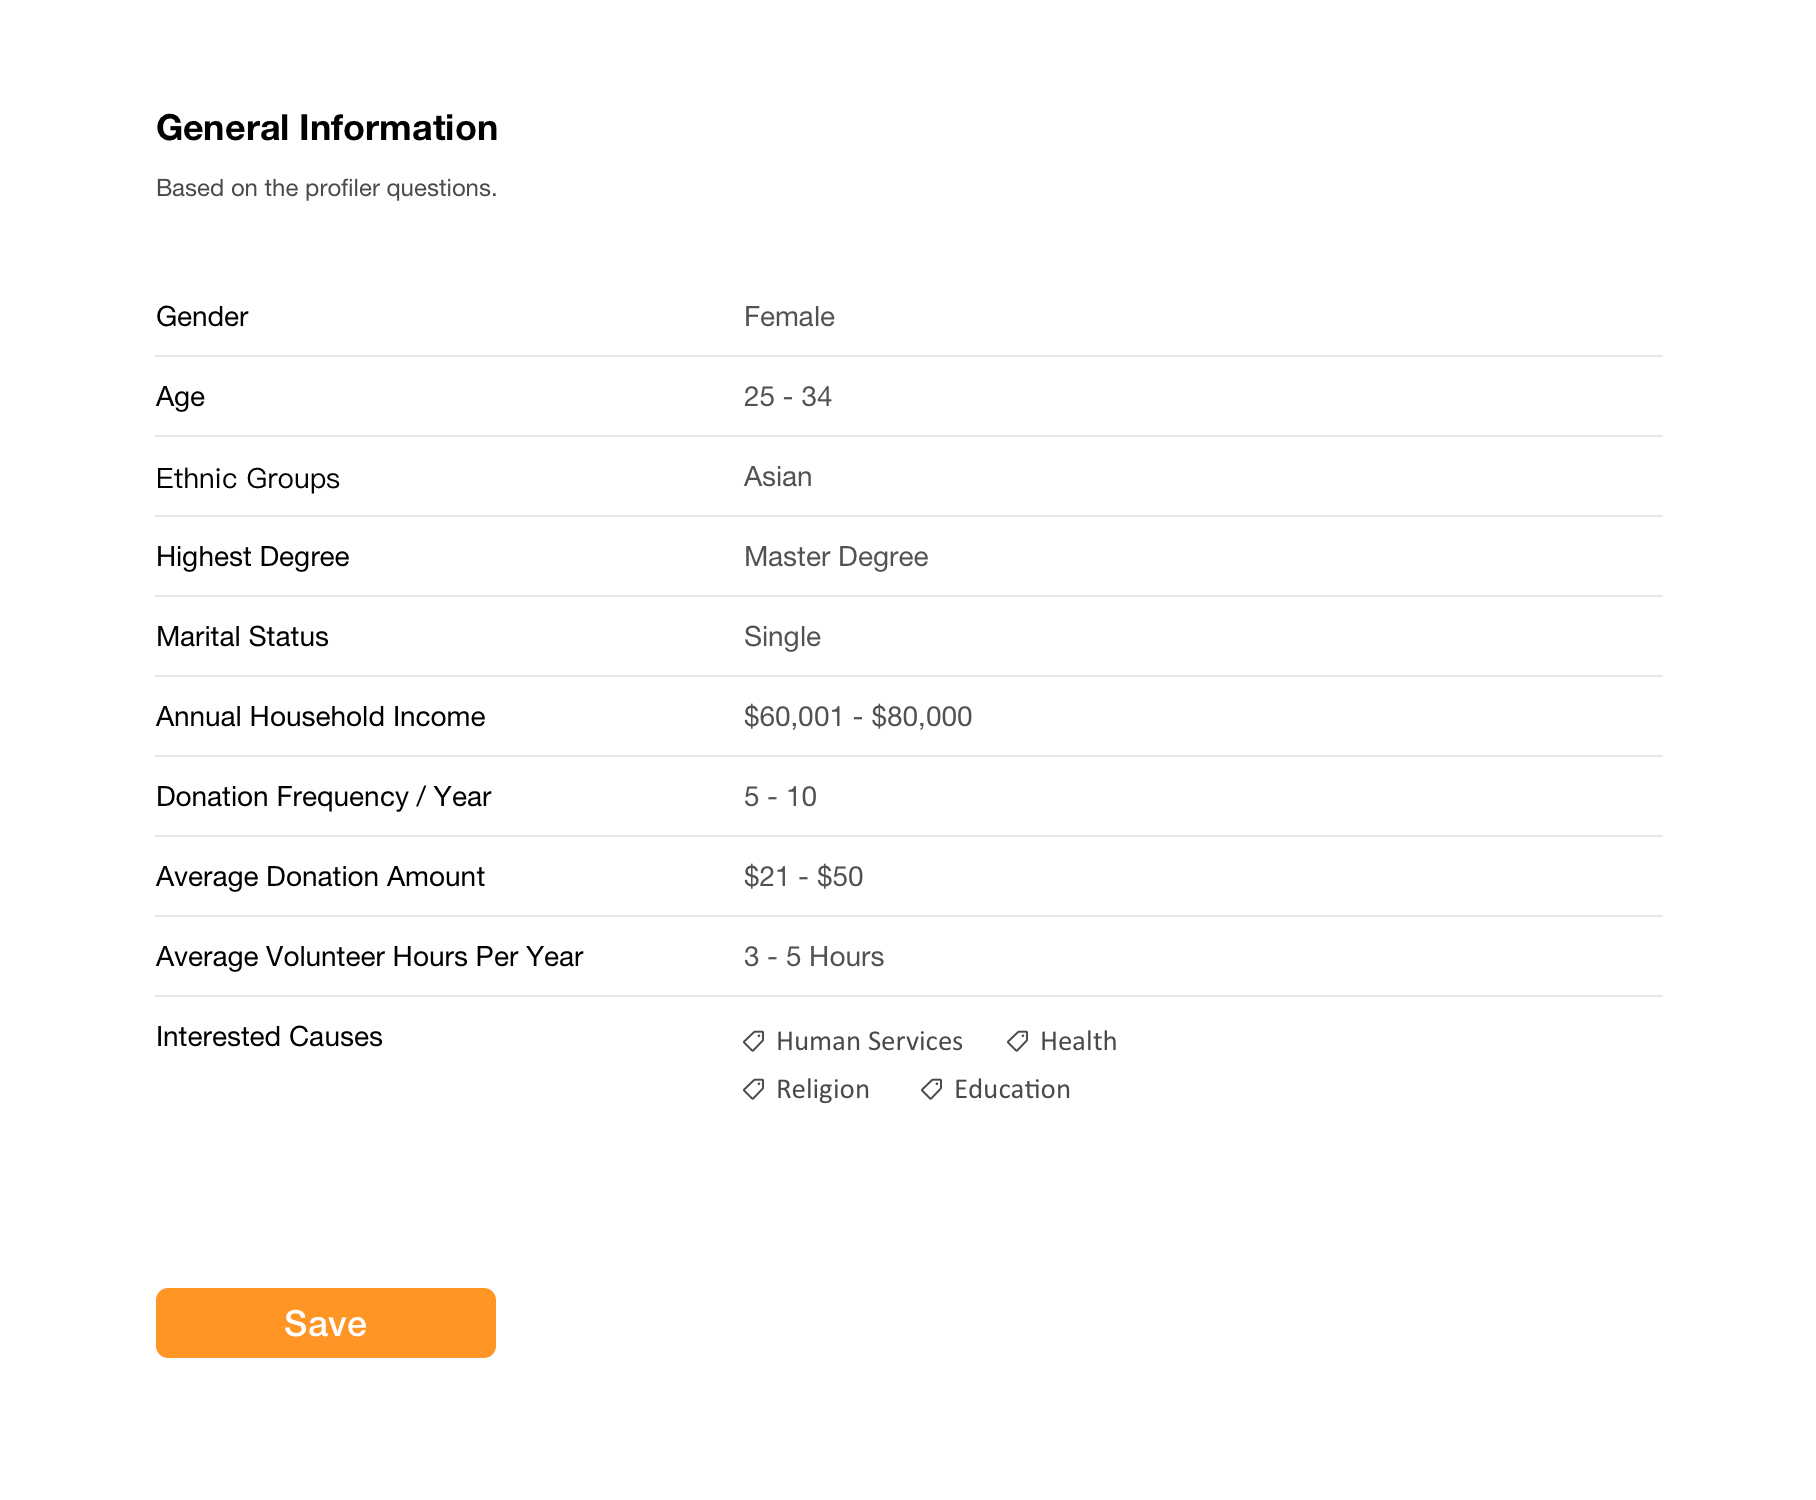 General Information
Based on the profiler questions.
Gender Female
Age 25 - 34
Ethnic Groups Asian
Highest Degree Master Degree
Marital Status Single
Annual Household Income $60,001 - $80,000
Donation Frequency / Year 5 - 10
Average Donation Amount $21 - $50
Average Volunteer Hours Per Year 3 - 5 Hours
Interested Causes Human Services Health
Religion Education
Save